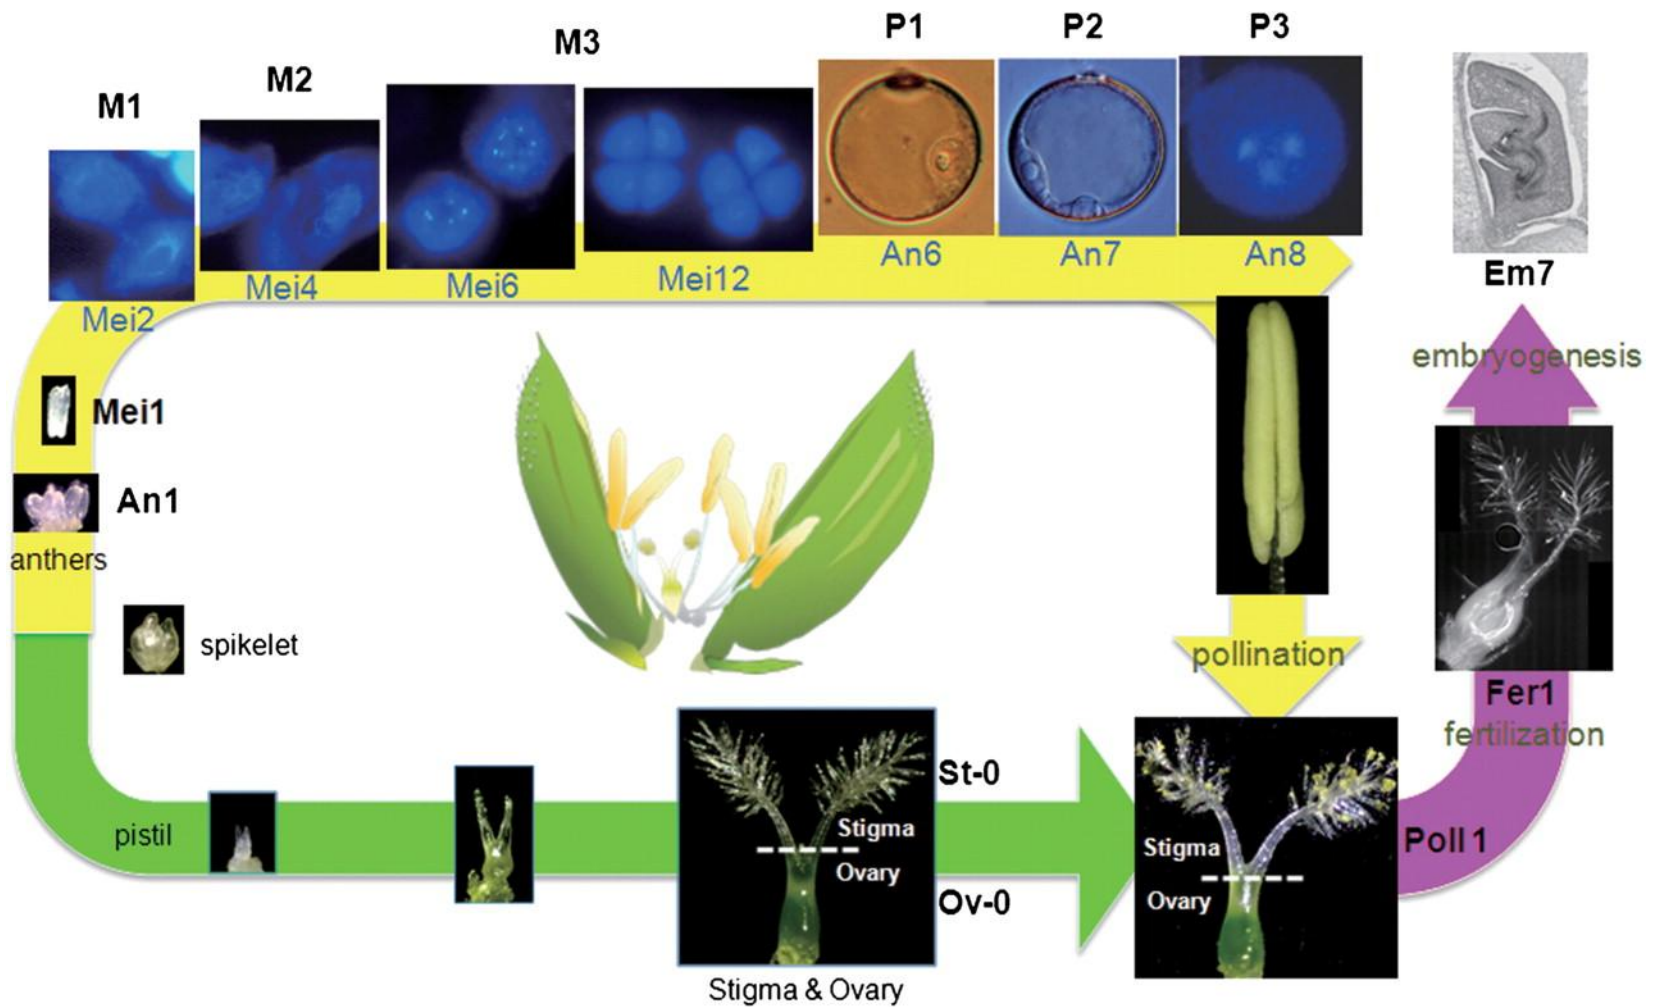 M1
M2
M3
P1
P2
P3
Mei2
Mei4
Mei6
Mei12
An6
An7
An8
Em7
embryogenesis
Mei1
An1
anthers
spikelet
pollination
Fer1
fertilization
pistil
St-0
Stigma
Ovary
Ov-0
Stigma & Ovary
Stigma
Ovary
Poll 1